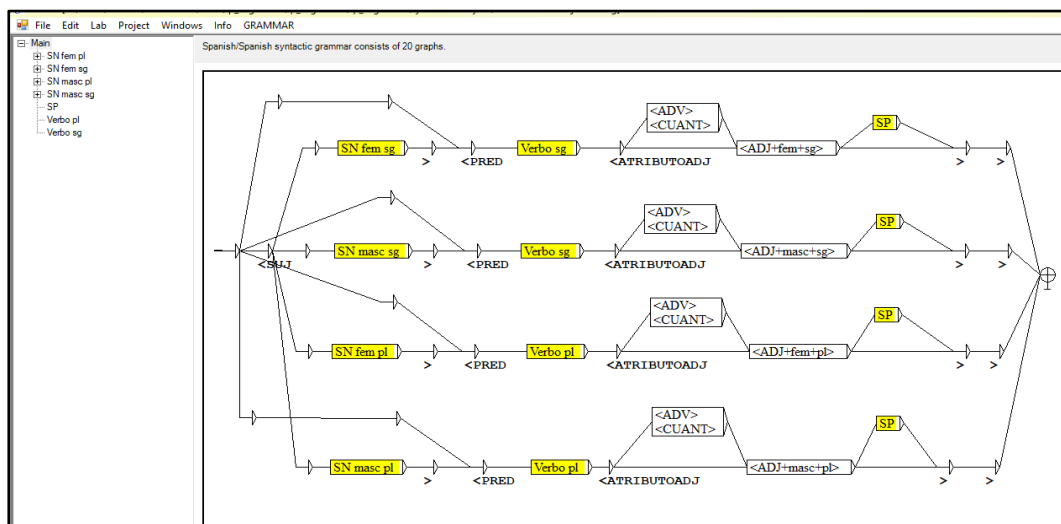 File Edit Lab Project Windows Info GRAMMAR
Main
SN fem pl
SN fem sg
SN masc pl
SN masc sg
SP
Verbo pl
Verbo sg
Spanish/Spanish syntactic grammar consists of 20 graphs.
<ADV>
<CUANT>
SP
SN fem sg
Verbo sg
<ADJ+fem+sg>
> <PRED <ATRIBUTOADJ > >
<ADV>
<CUANT>
SP
SN masc sg
Verbo sg
<ADJ+masc+sg>
<SUJ > <PRED <ATRIBUTOADJ > >
<ADV>
<CUANT>
SP
SN fem pl
Verbo pl
<ADJ+fem+pl>
> <PRED <ATRIBUTOADJ > >
<ADV>
<CUANT>
SP
SN masc pl
Verbo pl
<ADJ+masc+pl>
> <PRED <ATRIBUTOADJ > >